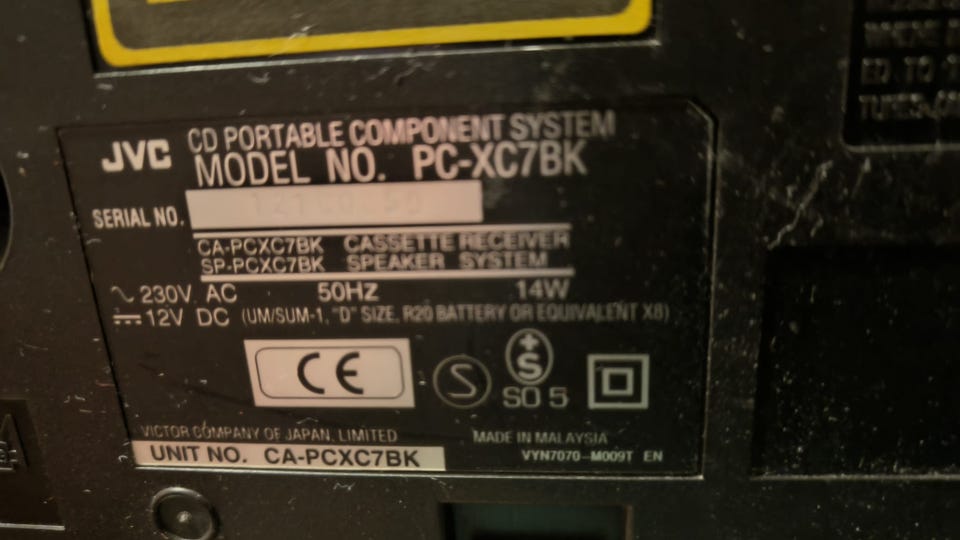 JVC
CD PORTABLE COMPONENT SYSTEM
MODEL NO. PC-XC7BK
SERIAL NO.
CA-PCXC7BK CASSETTE RECEIVER
SP-PCXC7BK SPEAKER SYSTEM
∿ 230V AC 50HZ 14W
⎓ 12V DC (UM/SUM-1, "D" SIZE, R20 BATTERY OR EQUIVALENT X8)
CE
S
+S
SO 5
VICTOR COMPANY OF JAPAN, LIMITED MADE IN MALAYSIA
UNIT NO. CA-PCXC7BK VYN7070-M009T EN
ED TO